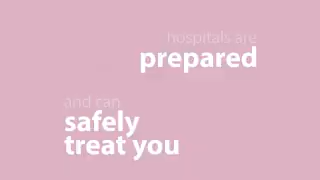 hospitals are
prepared
and can
safely
treat you